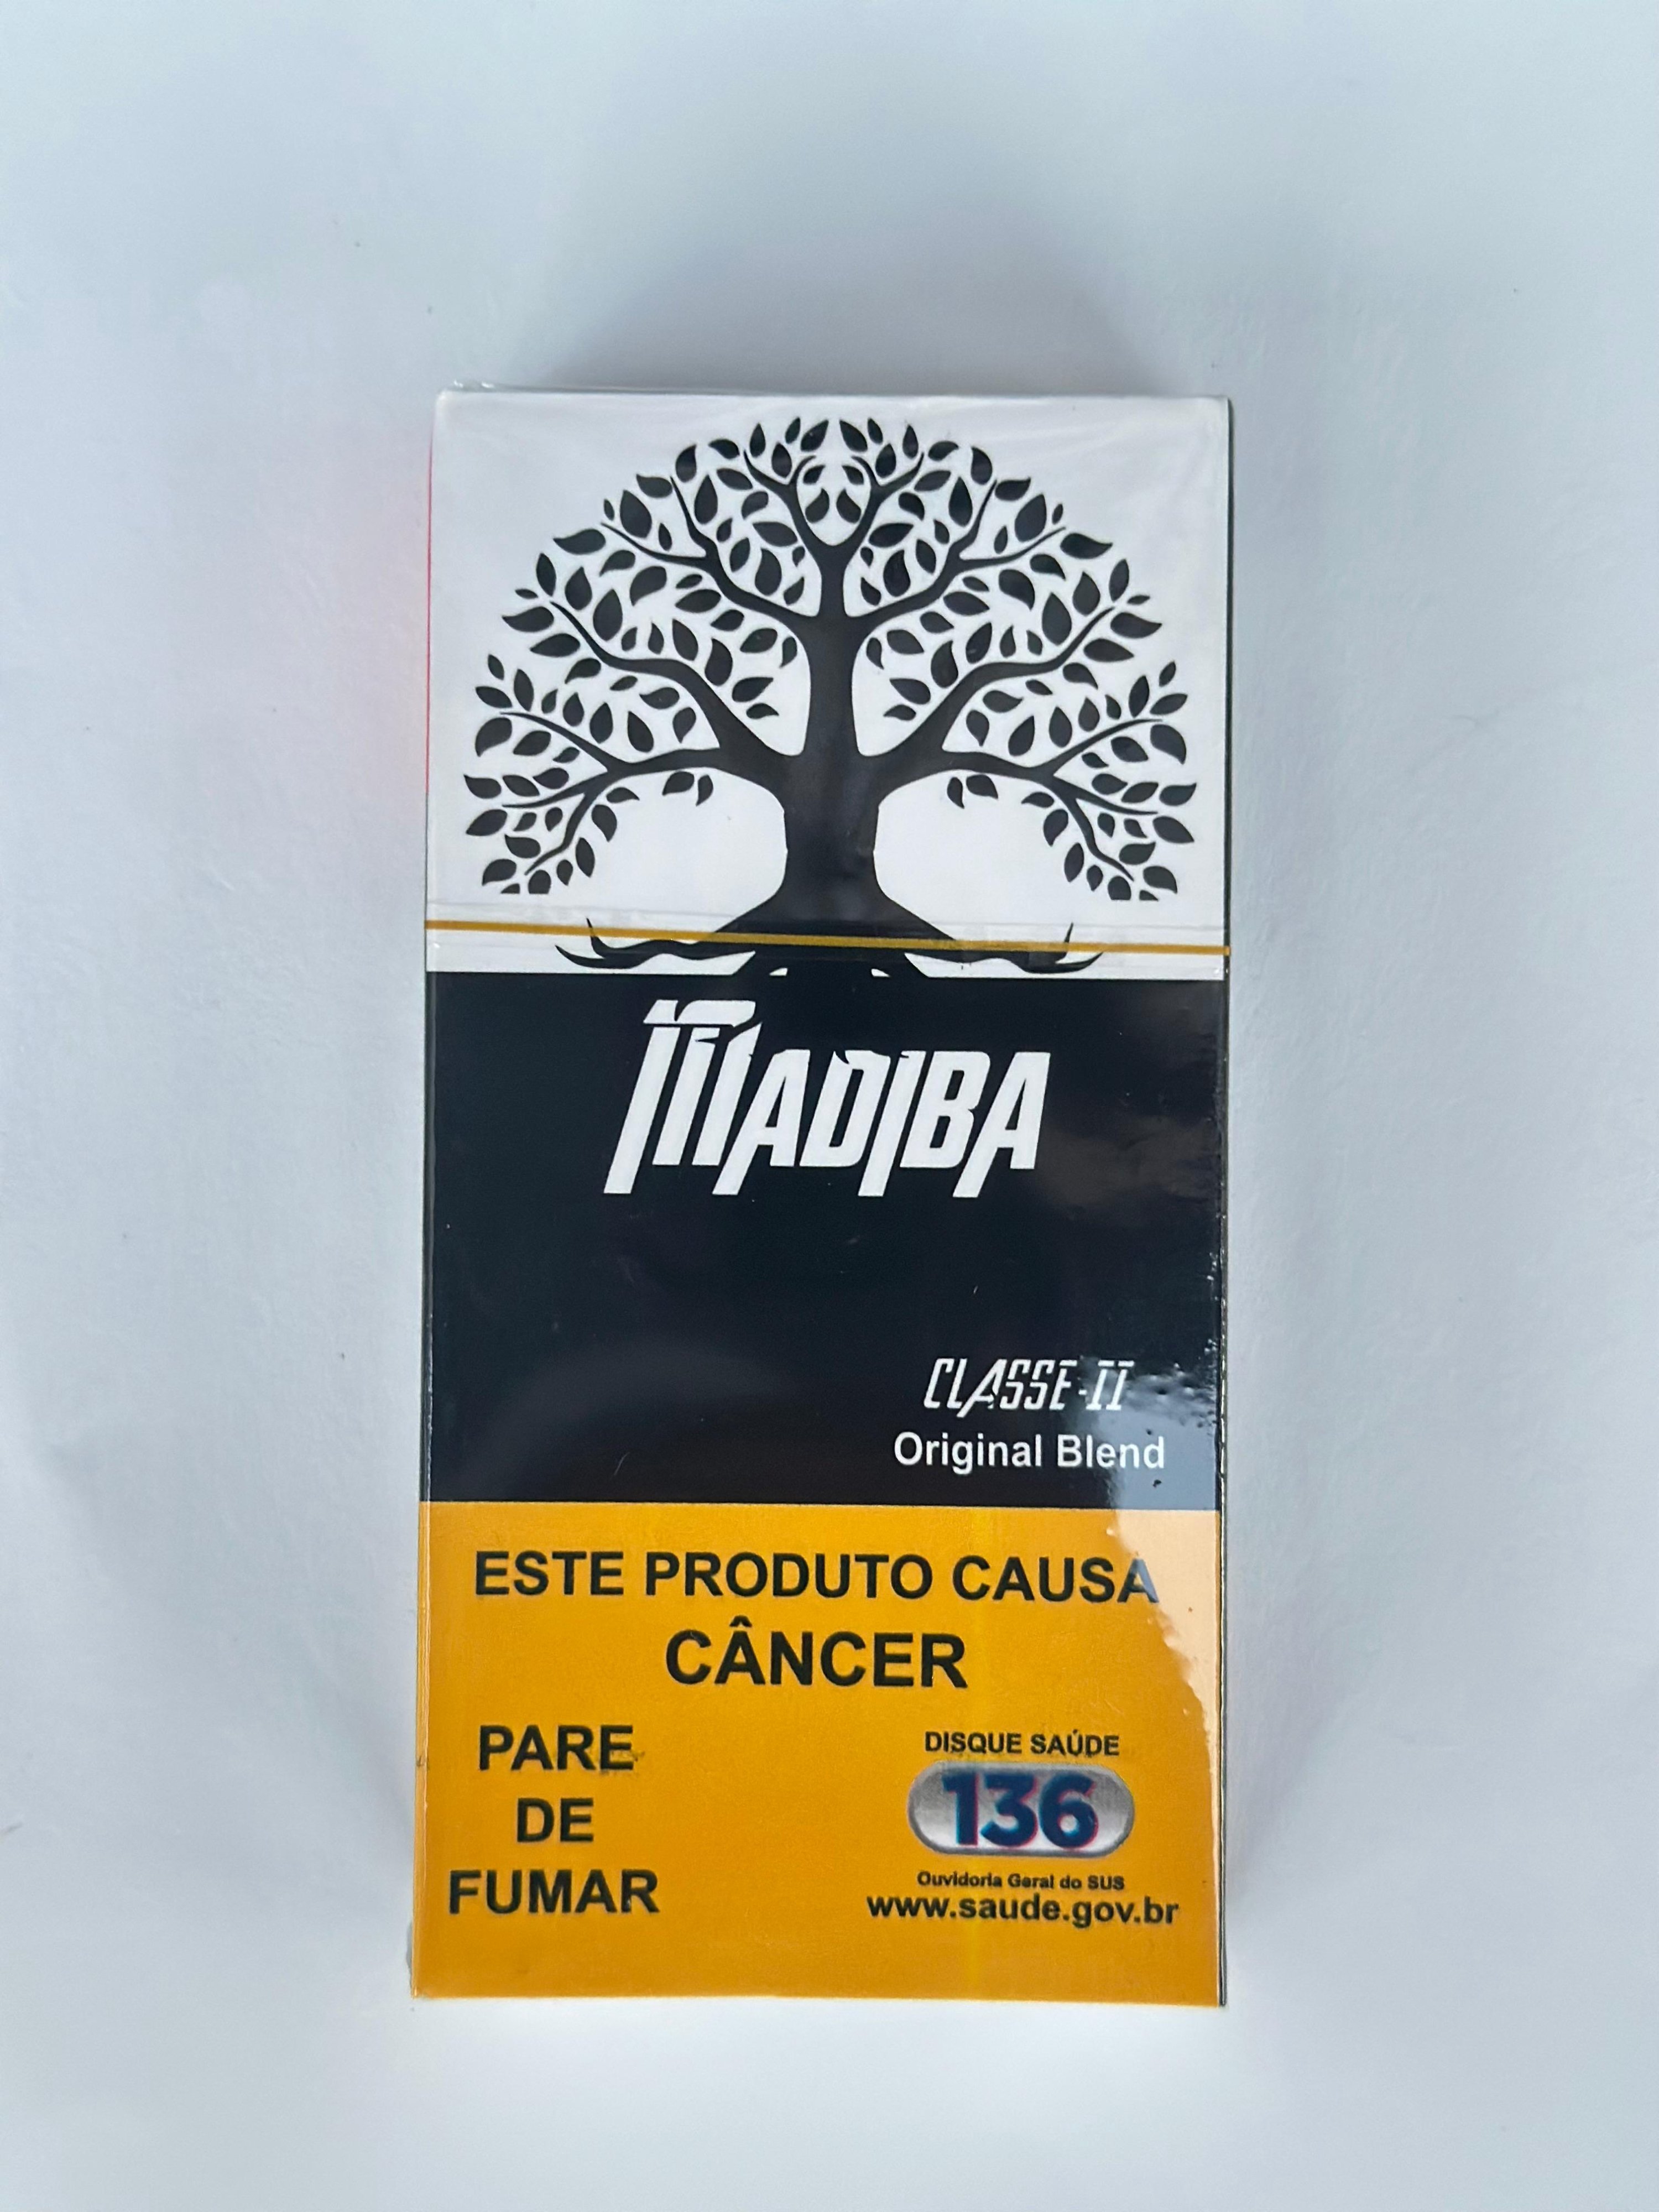 MADIBA
CLASSE-II
Original Blend
ESTE PRODUTO CAUSA
CÂNCER
PARE
DE
FUMAR
DISQUE SAÚDE
136
Ouvidoria Geral do SUS
www.saude.gov.br